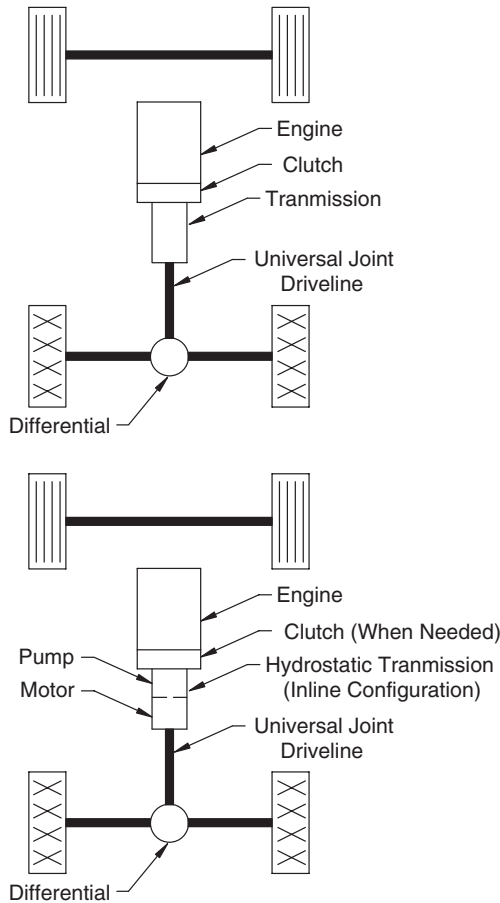 Engine
Clutch
Tranmission
Universal Joint
Driveline
Differential
Engine
Clutch (When Needed)
Pump
Hydrostatic Tranmission
Motor
(Inline Configuration)
Universal Joint
Driveline
Differential